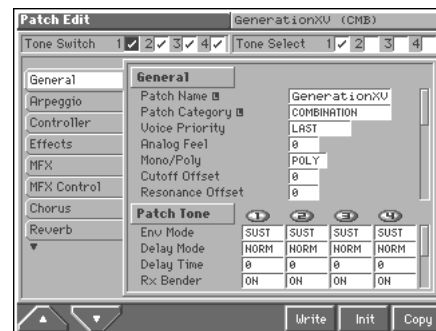 Patch Edit GenerationXV (CMB)
Tone Switch 1 2 3 4 Tone Select 1 2 3 4
General
Arpeggio
Controller
Effects
MFX
MFX Control
Chorus
Reverb
General
Patch Name GenerationXV
Patch Category COMBINATION
Voice Priority LAST
Analog Feel 0
Mono/Poly POLY
Cutoff Offset 0
Resonance Offset 0
Patch Tone 1 2 3 4
Env Mode SUST SUST SUST SUST
Delay Mode NORM NORM NORM NORM
Delay Time 0 0 0 0
Rx Bender ON ON ON ON
Write Init Copy